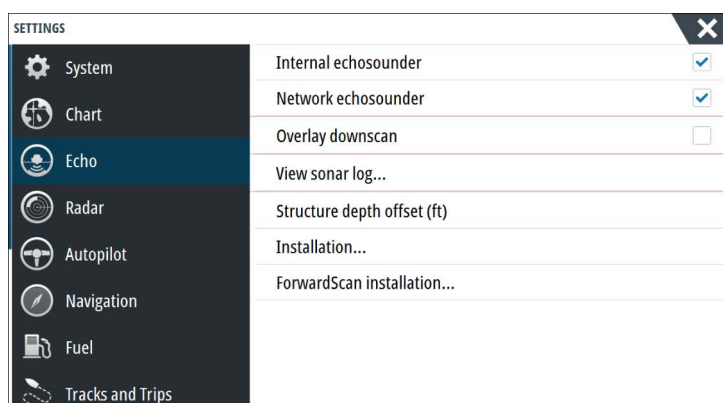 SETTINGS
System
Chart
Echo
Radar
Autopilot
Navigation
Fuel
Tracks and Trips
Internal echosounder
Network echosounder
Overlay downscan
View sonar log...
Structure depth offset (ft)
Installation...
ForwardScan installation...